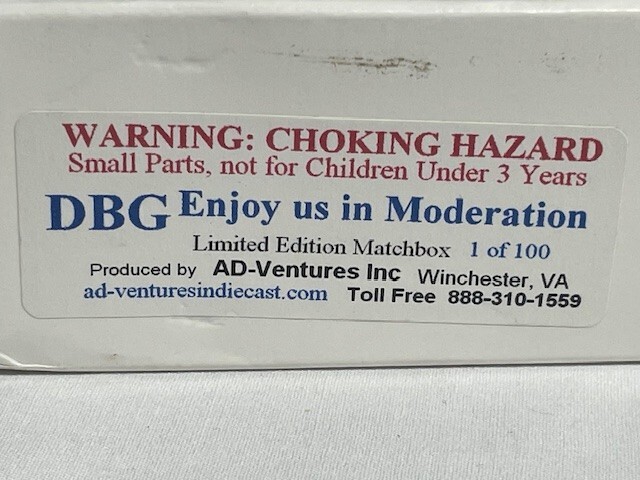 WARNING: CHOKING HAZARD
Small Parts, not for Children Under 3 Years
DBG Enjoy us in Moderation
Limited Edition Matchbox 1 of 100
Produced by AD-Ventures Inc Winchester, VA
ad-venturesindiecast.com Toll Free 888-310-1559